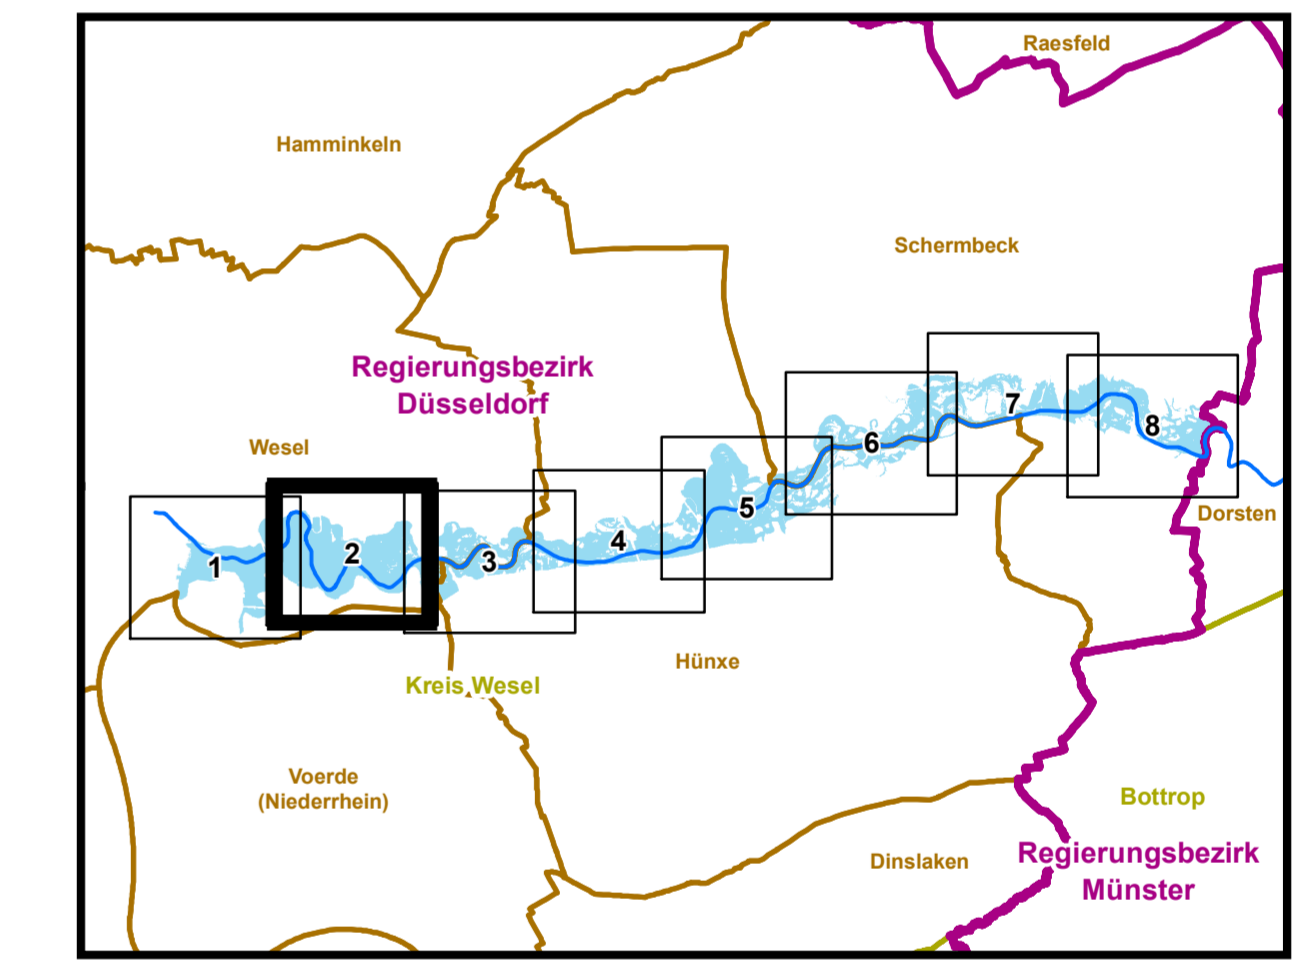 Raesfeld
Hamminkeln
Schermbeck
Regierungsbezirk
Düsseldorf
Wesel
7
8
6
5
Dorsten
4
2
3
1
Hünxe
Kreis Wesel
Voerde
(Niederrhein)
Bottrop
Dinslaken
Regierungsbezirk
Münster